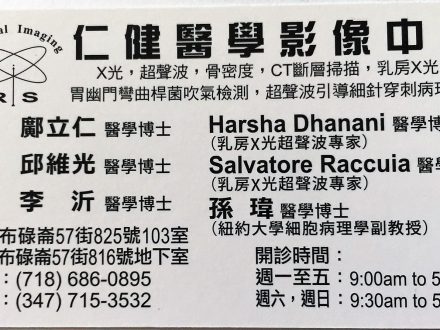 al Imaging
R S
仁健醫學影像中
X光，超聲波，骨密度，CT斷層掃描，乳房X光
胃幽門彎曲桿菌吹氣檢測，超聲波引導細針穿刺病理
鄺立仁 醫學博士
Harsha Dhanani 醫學博
(乳房X光超聲波專家)
邱維光 醫學博士
Salvatore Raccuia 醫學
(乳房X光超聲波專家)
李 沂 醫學博士
孫 瑋 醫學博士
(紐約大學細胞病理學副教授)
布碌崙57街825號103室
布碌崙57街816號地下室
: (718) 686-0895
: (347) 715-3532
開診時間：
週一至五：9:00am to 5
週六，週日：9:30am to 5